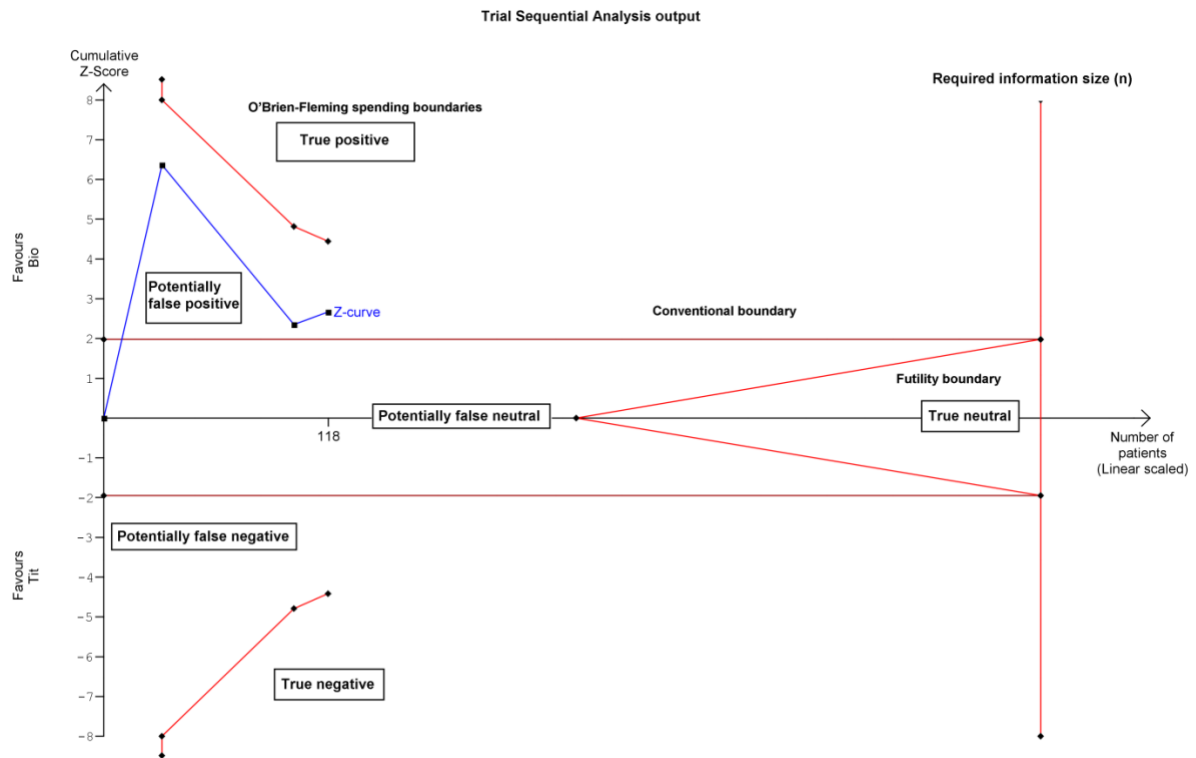 Trial Sequential Analysis output
Cumulative
Z-Score
Required information size (n)
O'Brien-Fleming spending boundaries
True positive
8
7
6
5
4
3
2
1
Favours
Bio
Potentially
false positive
Z-curve
Conventional boundary
Futility boundary
Potentially false neutral
True neutral
118
Number of
patients
(Linear scaled)
-1
-2
-3
-4
-5
-6
-7
-8
Potentially false negative
Favours
Tit
True negative